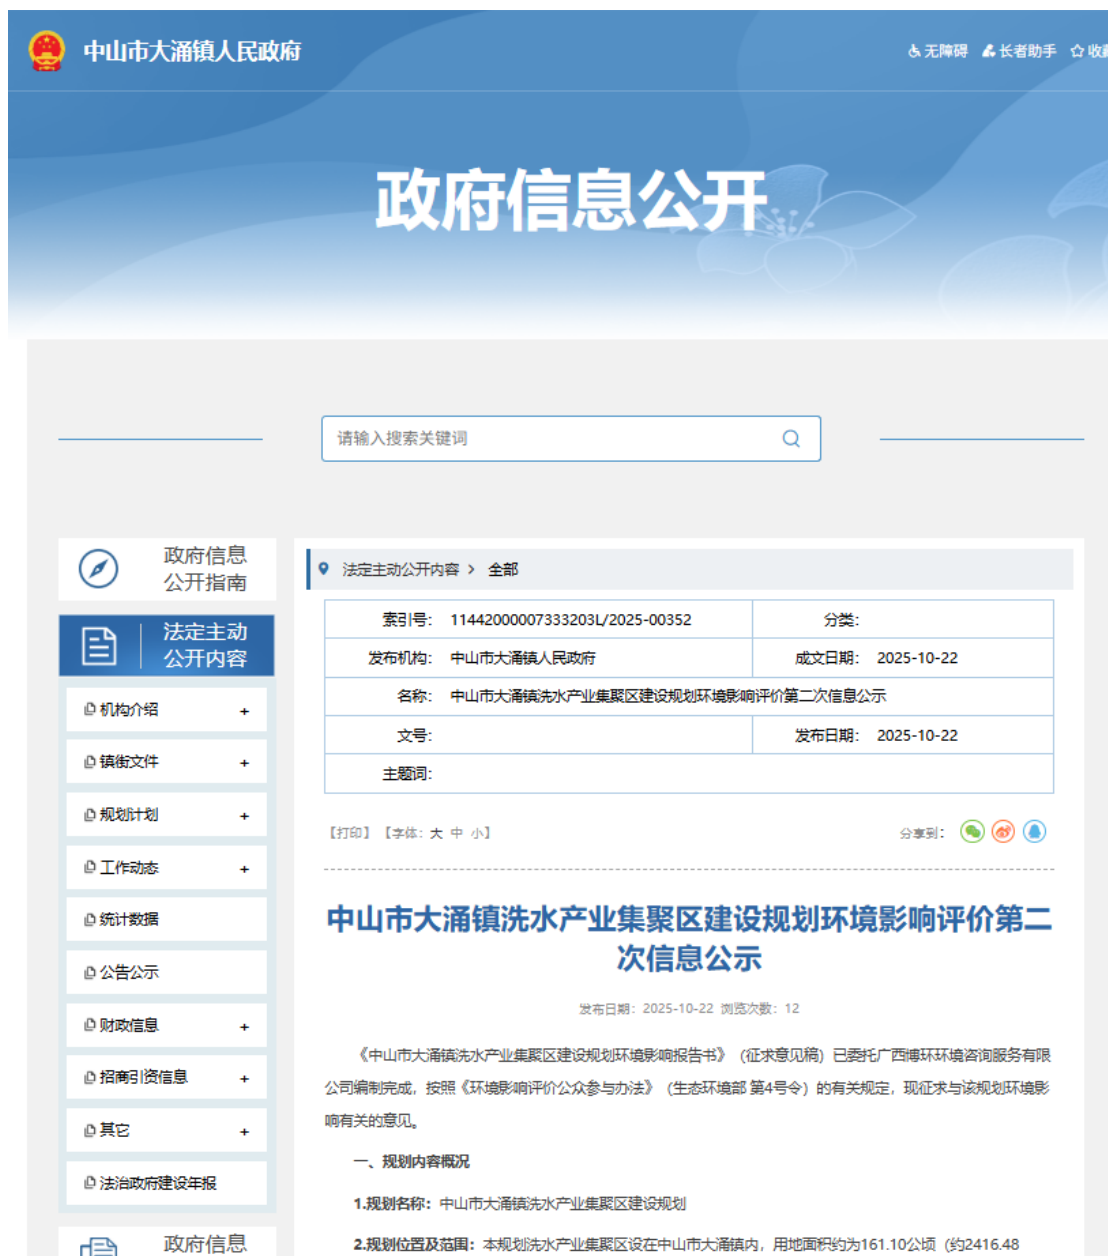 中山市大涌镇人民政府
无障碍 长者助手 收藏
政府信息公开
请输入搜索关键词
政府信息
公开指南
法定主动
公开内容
机构介绍 +
镇街文件 +
规划计划 +
工作动态 +
统计数据
公告公示
财政信息 +
招商引资信息 +
其它 +
法治政府建设年报
政府信息
法定主动公开内容 > 全部
索引号: 11442000007333203L/2025-00352 分类:
发布机构: 中山市大涌镇人民政府 成文日期: 2025-10-22
名称: 中山市大涌镇洗水产业集聚区建设规划环境影响评价第二次信息公示
文号: 发布日期: 2025-10-22
主题词:
【打印】【字体: 大 中 小】 分享到:
中山市大涌镇洗水产业集聚区建设规划环境影响评价第二
次信息公示
发布日期: 2025-10-22 浏览次数: 12
《中山市大涌镇洗水产业集聚区建设规划环境影响报告书》（征求意见稿）已委托广西博环环境咨询服务有限
公司编制完成，按照《环境影响评价公众参与办法》（生态环境部 第4号令）的有关规定，现征求与该规划环境影
响有关的意见。
一、规划内容概况
1.规划名称：中山市大涌镇洗水产业集聚区建设规划
2.规划位置及范围：本规划洗水产业集聚区设在中山市大涌镇内，用地面积约为161.10公顷（约2416.48